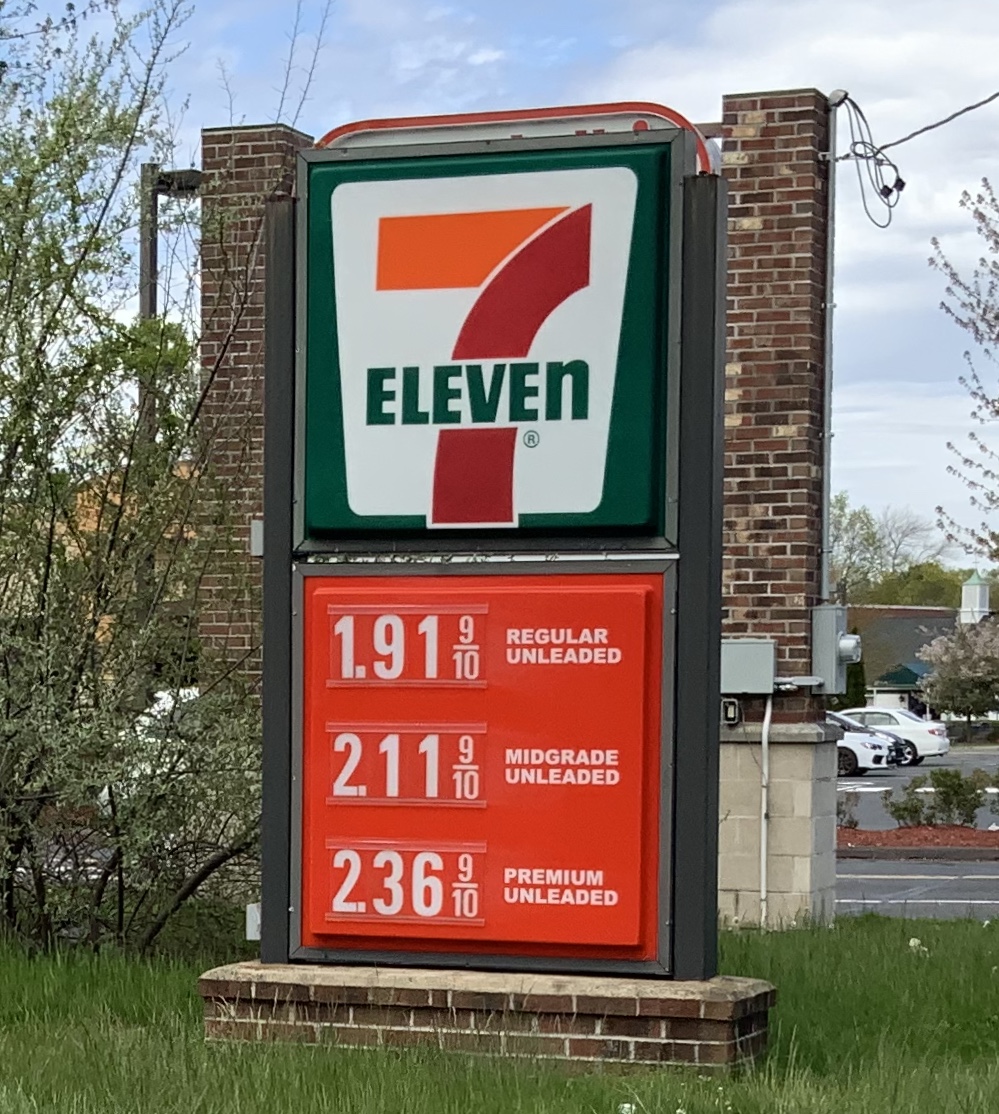 7
ELEVEn
®
1.91 9/10 REGULAR
UNLEADED
2.11 9/10 MIDGRADE
UNLEADED
2.36 9/10 PREMIUM
UNLEADED